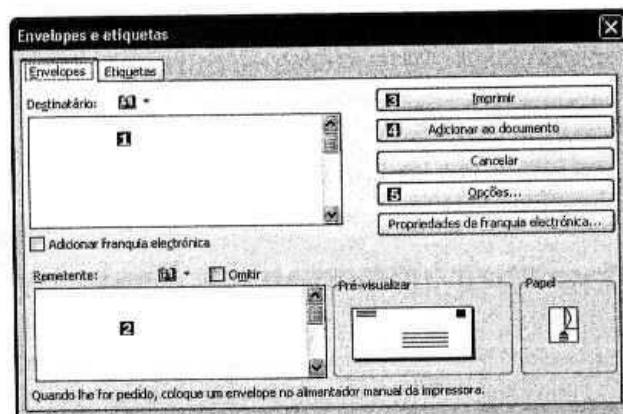 Envelopes e etiquetas
Envelopes Etiquetas
Destinatário:
1
3 Imprimir
4 Adicionar ao documento
Cancelar
5 Opções...
Propriedades de franquia electrónica...
Adicionar franquia electrónica
Remetente: Omitir
2
Pré-visualizar
Papel
Quando lhe for pedido, coloque um envelope no alimentador manual da impressora.